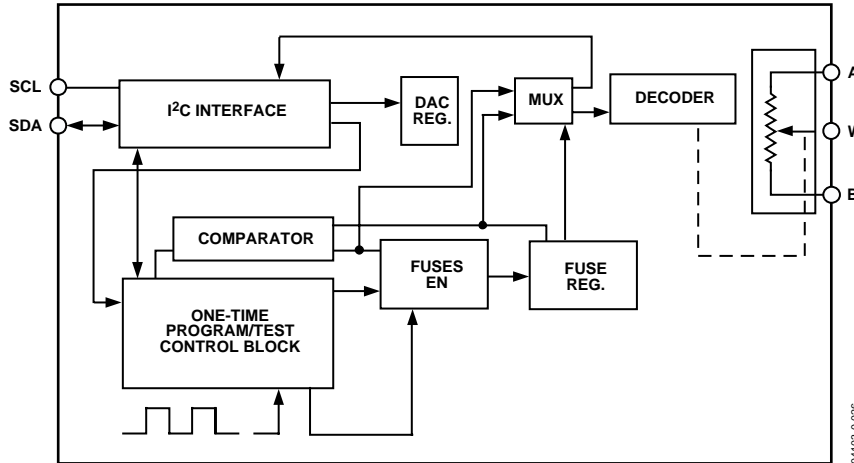 SCL
SDA
I²C INTERFACE
DAC
REG.
MUX
DECODER
A
W
B
COMPARATOR
FUSES
EN
FUSE
REG.
ONE-TIME
PROGRAM/TEST
CONTROL BLOCK